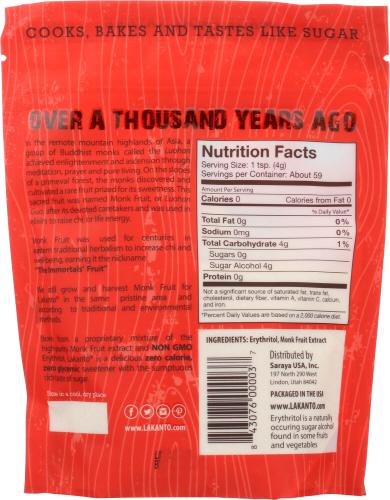 COOKS, BAKES AND TASTES LIKE SUGAR
OVER A THOUSAND YEARS AGO
In the remote mountain highlands of Asia, a
group of Buddhist monks called the Luohan
achieved enlightenment and ascension through
meditation, prayer and pure living. On the slopes
of a primeval forest, the monks discovered and
cultivated a rare fruit prized for its sweetness. This
sacred fruit was named Monk Fruit, or Luohan
Guo, after its devoted caretakers and was used in
elixirs to raise chi or life energy.
Monk Fruit was used for centuries in
eastern traditional herbalism to increase chi and
well-being, earning it the nickname
"The Immortals' Fruit"
We still grow and harvest Monk Fruit for
Lakanto® in the same pristine area and
according to traditional and environmental
methods.
a proprietary mixture of the
high purity Monk Fruit extract and NON GMO
Erythritol, Lakanto® is a delicious zero calorie,
zero glycemic sweetener with the sumptuous
taste of sugar.
Store in a cool, dry place
www.LAKANTO.com
Nutrition Facts
Serving Size: 1 tsp. (4g)
Servings per Container: About 59
Amount Per Serving
Calories 0 Calories from Fat 0
% Daily Value*
Total Fat 0g 0%
Sodium 0mg 0%
Total Carbohydrate 4g 1%
Sugars 0g
Sugar Alcohol 4g
Protein 0g
Not a significant source of saturated fat, trans fat,
cholesterol, dietary fiber, vitamin A, vitamin C, calcium,
and iron.
*Percent Daily Values are based on a 2,000 calorie diet.
INGREDIENTS: Erythritol, Monk Fruit Extract
8 43076 00003 7
Distributed by
Saraya USA, Inc.
197 North 290 West
Lindon, Utah 84042
PACKAGED IN THE USA
www.LAKANTO.com
Erythritol is a naturally
occuring sugar alcohol
found in some fruits
and vegetables